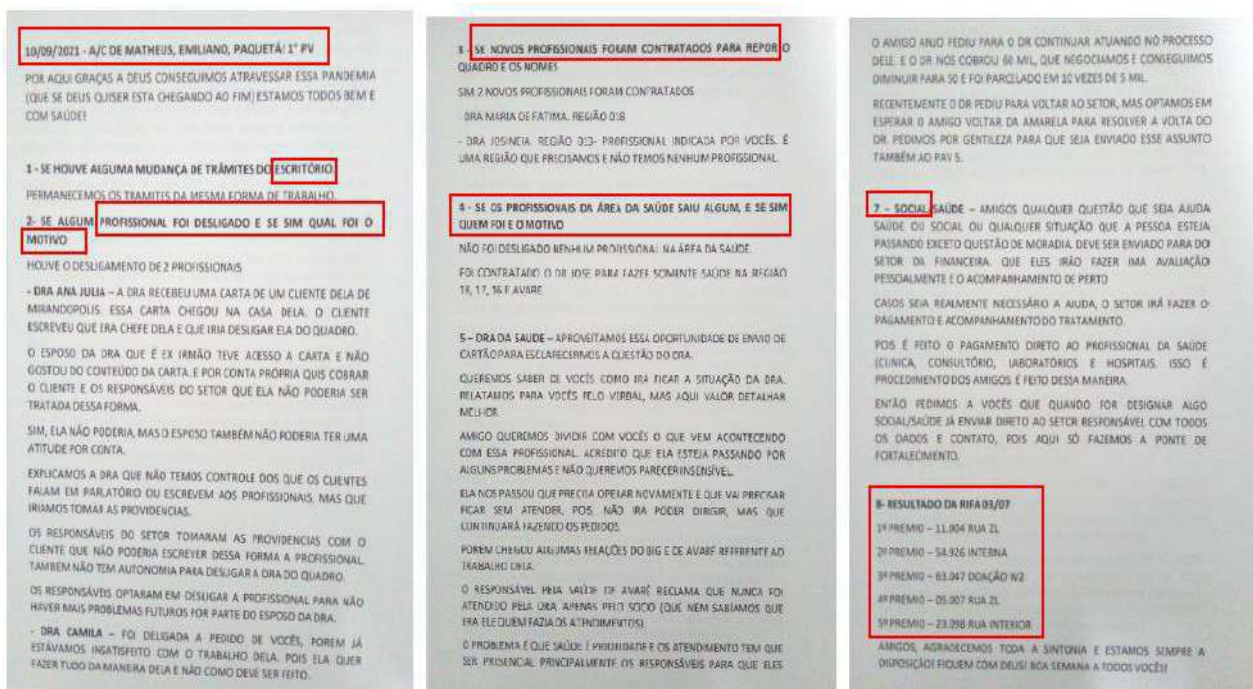 10/09/2021 - A/C DE MATHEUS, EMILIANO, PAQUETÁ! 1º PV
POR AQUI GRAÇAS A DEUS CONSEGUIMOS ATRAVESSAR ESSA PANDEMIA
(QUE SE DEUS QUISER ESTA CHEGANDO AO FIM) ESTAMOS TODOS BEM E
COM SAÚDE!
1 - SE HOUVE ALGUMA MUDANÇA DE TRÂMITES DO ESCRITÓRIO.
PERMANECEMOS OS TRAMITES DA MESMA FORMA DE TRABALHO.
2- SE ALGUM PROFISSIONAL FOI DESLIGADO E SE SIM QUAL FOI O
MOTIVO
HOUVE O DESLIGAMENTO DE 2 PROFISSIONAIS
- DRA ANA JULIA – A DRA RECEBEU UMA CARTA DE UM CLIENTE DELA DE
MIRANDOPOLIS. ESSA CARTA CHEGOU NA CASA DELA. O CLIENTE
ESCREVEU QUE ERA CHEFE DELA E QUE IRIA DESLIGAR ELA DO QUADRO.
O ESPOSO DA DRA QUE É EX IRMÃO TEVE ACESSO A CARTA E NÃO
GOSTOU DO CONTEÚDO DA CARTA. E POR CONTA PRÓPRIA QUIS COBRAR
O CLIENTE E OS RESPONSÁVEIS DO SETOR QUE ELA NÃO PODERIA SER
TRATADA DESSA FORMA.
SIM, ELA NÃO PODERIA, MAS O ESPOSO TAMBÉM NÃO PODERIA TER UMA
ATITUDE POR CONTA.
EXPLICAMOS A DRA QUE NÃO TEMOS CONTROLE DOS QUE OS CLIENTES
FALAM EM PARLATÓRIO OU ESCREVEM AOS PROFISSIONAIS, MAS QUE
IRIAMOS TOMAR AS PROVIDENCIAS.
OS RESPONSÁVEIS DO SETOR TOMARAM AS PROVIDENCIAS COM O
CLIENTE QUE NÃO PODERIA ESCREVER DESSA FORMA A PROFISSIONAL.
TAMBÉM NÃO TEM AUTONOMIA PARA DESLIGAR A DRA DO QUADRO.
OS RESPONSÁVEIS OPTARAM EM DESLIGAR A PROFISSIONAL PARA NÃO
HAVER MAIS PROBLEMAS FUTUROS POR PARTE DO ESPOSO DA DRA.
- DRA CAMILA – FOI DELIGADA A PEDIDO DE VOCÊS, POREM JÁ
ESTÁVAMOS INSATISFEITO COM O TRABALHO DELA. POIS ELA QUER
FAZER TUDO DA MANEIRA DELA E NÃO COMO DEVE SER FEITO.
3 - SE NOVOS PROFISSIONAIS FORAM CONTRATADOS PARA REPOR O
QUADRO E OS NOMES
SIM 2 NOVOS PROFISSIONAIS FORAM CONTRATADOS
- DRA MARIA DE FATIMA. REGIÃO 018
- DRA JOSINCIA. REGIÃO 013- PROFISSIONAL INDICADA POR VOCÊS. É
UMA REGIÃO QUE PRECISAMOS E NÃO TEMOS NENHUM PROFISSIONAL.
4 - SE OS PROFISSIONAIS DA ÁREA DA SAÚDE SAIU ALGUM, E SE SIM
QUEM FOI E O MOTIVO
NÃO FOI DESLIGADO NENHUM PROFISSIONAL NA ÁREA DA SAÚDE.
FOI CONTRATADO O DR JOSE PARA FAZER SOMENTE SAÚDE NA REGIÃO
18, 17, 16 E AVARE
5 – DRA DA SAUDE – APROVEITAMOS ESSA OPORTUNIDADE DE ENVIO DE
CARTÃO PARA ESCLARECERMOS A QUESTÃO DO DRA.
QUEREMOS SABER DE VOCÊS COMO IRA FICAR A SITUAÇÃO DA DRA.
RELATAMOS PARA VOCÊS PELO VERBAL, MAS AQUI VALOR DETALHAR
MELHOR.
AMIGO QUEREMOS DIVIDIR COM VOCÊS O QUE VEM ACONTECENDO
COM ESSA PROFISSIONAL. ACREDITO QUE ELA ESTEJA PASSANDO POR
ALGUNS PROBLEMAS E NÃO QUEREMOS PARECER INSENSÍVEL.
ELA NOS PASSOU QUE PRECISA OPERAR NOVAMENTE E QUE VAI PRECISAR
FICAR SEM ATENDER, POIS, NÃO IRA PODER DIRIGIR, MAS QUE
CONTINUARÁ FAZENDO OS PEDIDOS.
PORÉM CHEGOU ALGUMAS RELAÇÕES DO BIG E DE AVARÉ REFERENTE AO
TRABALHO DELA.
O RESPONSÁVEL PELA SAÚDE DE AVARÉ RECLAMA QUE NUNCA FOI
ATENDIDO PELA DRA APENAS PELO SOCIO (QUE NEM SABÍAMOS QUE
ERA ELE QUEM FAZIA OS ATENDIMENTOS).
O PROBLEMA É QUE SAÚDE É PRIORIDADE E OS ATENDIMENTO TEM QUE
SER PRESENCIAL PRINCIPALMENTE OS RESPONSÁVEIS PARA QUE ELES
O AMIGO ANJO PEDIU PARA O DR CONTINUAR ATUANDO NO PROCESSO
DELE. E O DR NOS COBROU 60 MIL, QUE NEGOCIAMOS E CONSEGUIMOS
DIMINUIR PARA 50 E FOI PARCELADO EM 10 VEZES DE 5 MIL.
RECENTEMENTE O DR PEDIU PARA VOLTAR AO SETOR, MAS OPTAMOS EM
ESPERAR O AMIGO VOLTAR DA AMARELA PARA RESOLVER A VOLTA DO
DR. PEDIMOS POR GENTILEZA PARA QUE SEJA ENVIADO ESSE ASSUNTO
TAMBÉM AO PAV 5.
7 – SOCIAL/SAÚDE – AMIGOS QUALQUER QUESTÃO QUE SEJA AJUDA
SAÚDE OU SOCIAL OU QUALQUER SITUAÇÃO QUE A PESSOA ESTEJA
PASSANDO EXCETO QUESTÃO DE MORADIA. DEVE SER ENVIADO PARA DO
SETOR DA FINANCEIRA. QUE ELES IRÃO FAZER IMA AVALIAÇÃO
PESSOALMENTE E O ACOMPANHAMENTO DE PERTO
CASOS SEJA REALMENTE NECESSÁRIO A AJUDA, O SETOR IRÁ FAZER O
PAGAMENTO E ACOMPANHAMENTO DO TRATAMENTO.
POIS É FEITO O PAGAMENTO DIRETO AO PROFISSIONAL DA SAÚDE
(CLINICA, CONSULTÓRIO, LABORATÓRIOS E HOSPITAIS. ISSO É
PROCEDIMENTO DOS AMIGOS É FEITO DESSA MANEIRA.
ENTÃO PEDIMOS A VOCÊS QUE QUANDO FOR DESIGNAR ALGO
SOCIAL/SAÚDE JÁ ENVIAR DIRETO AO SETOR RESPONSÁVEL COM TODOS
OS DADOS E CONTATO, POIS AQUI SÓ FAZEMOS A PONTE DE
FORTALECIMENTO.
8- RESULTADO DA RIFA 03/07
1º PREMIO – 11.004 RUA ZL
2º PREMIO – 54.926 INTERNA
3º PREMIO – 63.047 DOAÇÃO W2
4º PREMIO – 05.007 RUA ZL
5º PREMIO – 23.098 RUA INTERIOR
AMIGOS, AGRADECEMOS TODA A SINTONIA E ESTAMOS SEMPRE A
DISPOSIÇÃO! FIQUEM COM DEUS! BOA SEMANA A TODOS VOCÊS!